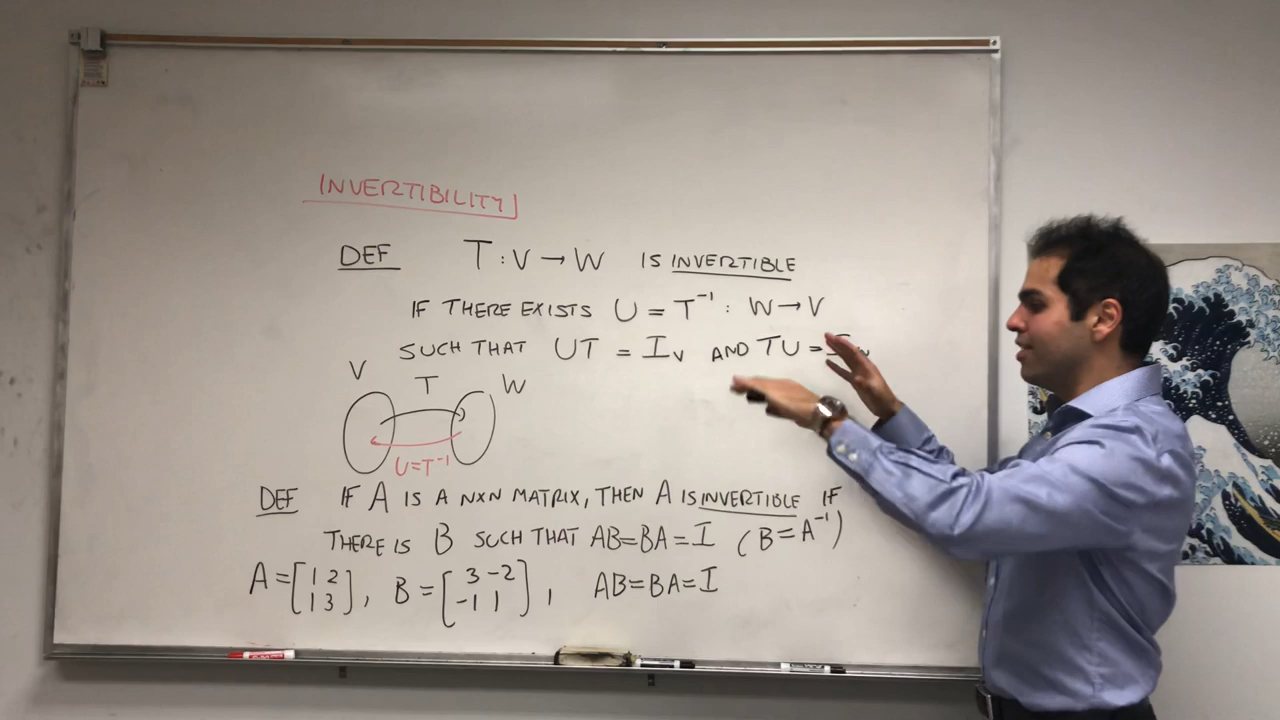 INVERTIBILITY
DEF T : V → W IS INVERTIBLE
IF THERE EXISTS U = T⁻¹ : W → V
SUCH THAT UT = I_V AND TU = I_W
V T W
U=T⁻¹
DEF IF A IS A NXN MATRIX, THEN A IS INVERTIBLE IF
THERE IS B SUCH THAT AB=BA=I (B=A⁻¹)
A=[1 2; 1 3], B=[3 -2; -1 1], AB=BA=I